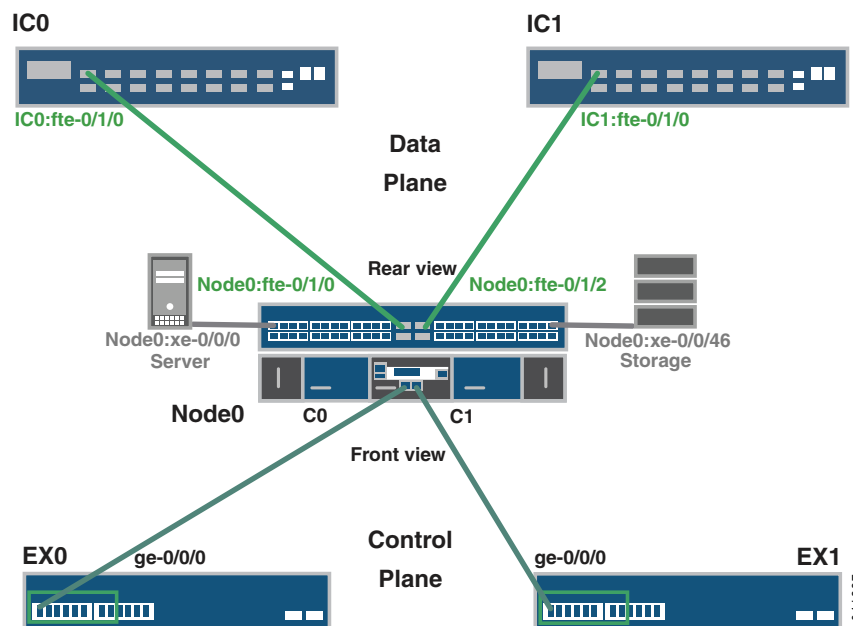 IC0
IC1
IC0:fte-0/1/0
IC1:fte-0/1/0
Data
Plane
Rear view
Node0:fte-0/1/0
Node0:fte-0/1/2
Node0:xe-0/0/0
Server
Node0:xe-0/0/46
Storage
Node0
C0
C1
Front view
Control
Plane
EX0
ge-0/0/0
ge-0/0/0
EX1